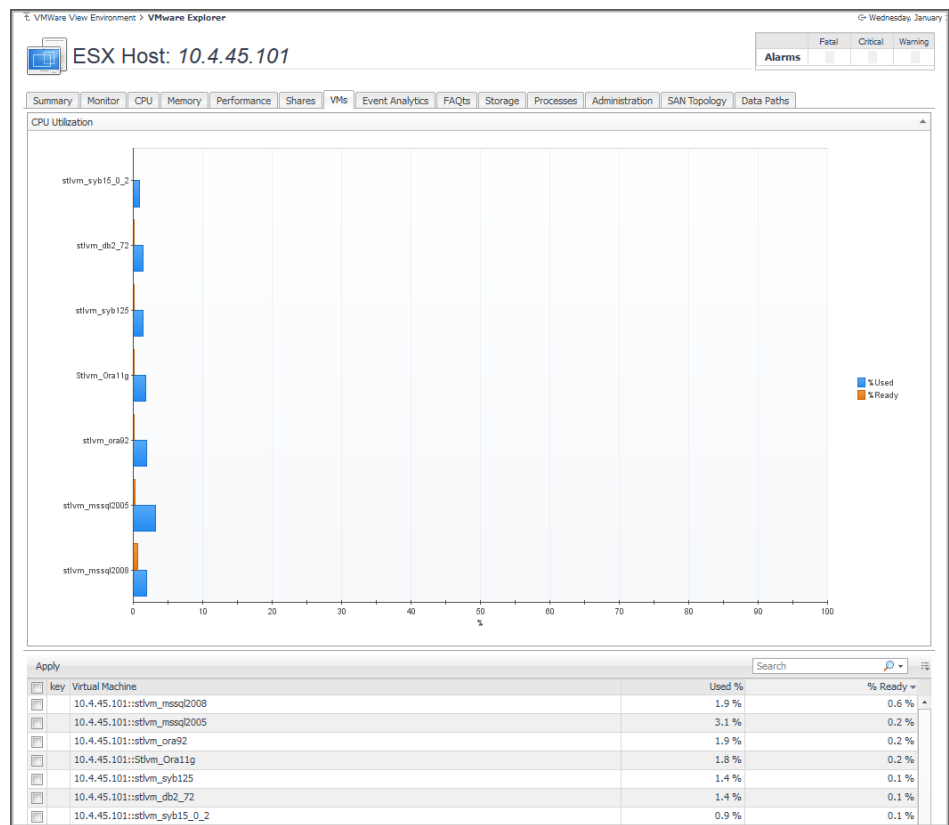 VMWare View Environment > VMware Explorer
Wednesday, January
ESX Host: 10.4.45.101
Fatal Critical Warning
Alarms
Summary Monitor CPU Memory Performance Shares VMs Event Analytics FAQts Storage Processes Administration SAN Topology Data Paths
CPU Utilization
stlvm_syb15_0_2
stlvm_db2_72
stlvm_syb125
Stlvm_Ora11g
stlvm_ora92
stlvm_mssql2005
stlvm_mssql2008
%Used
%Ready
0 10 20 30 40 50 60 70 80 90 100
%
Apply Search
key Virtual Machine Used % % Ready
10.4.45.101::stlvm_mssql2008 1.9 % 0.6 %
10.4.45.101::stlvm_mssql2005 3.1 % 0.2 %
10.4.45.101::stlvm_ora92 1.9 % 0.2 %
10.4.45.101::Stlvm_Ora11g 1.8 % 0.2 %
10.4.45.101::stlvm_syb125 1.4 % 0.1 %
10.4.45.101::stlvm_db2_72 1.4 % 0.1 %
10.4.45.101::stlvm_syb15_0_2 0.9 % 0.1 %